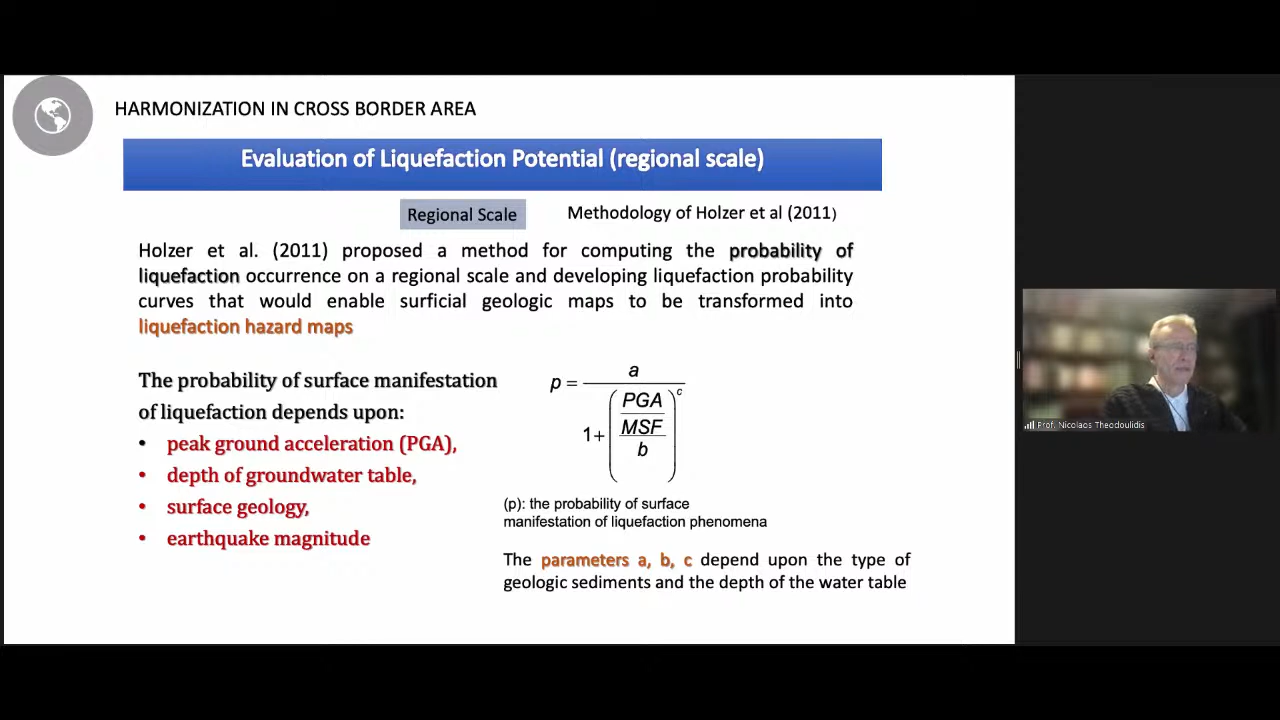 HARMONIZATION IN CROSS BORDER AREA
Evaluation of Liquefaction Potential (regional scale)
Regional Scale
Methodology of Holzer et al (2011)
Holzer et al. (2011) proposed a method for computing the probability of
liquefaction occurrence on a regional scale and developing liquefaction probability
curves that would enable surficial geologic maps to be transformed into
liquefaction hazard maps
The probability of surface manifestation
of liquefaction depends upon:
• peak ground acceleration (PGA),
• depth of groundwater table,
• surface geology,
• earthquake magnitude
a
p =
c
PGA
MSF
1+
b
(p): the probability of surface
manifestation of liquefaction phenomena
The parameters a, b, c depend upon the type of
geologic sediments and the depth of the water table
Prof. Nicolaos Theodoulidis